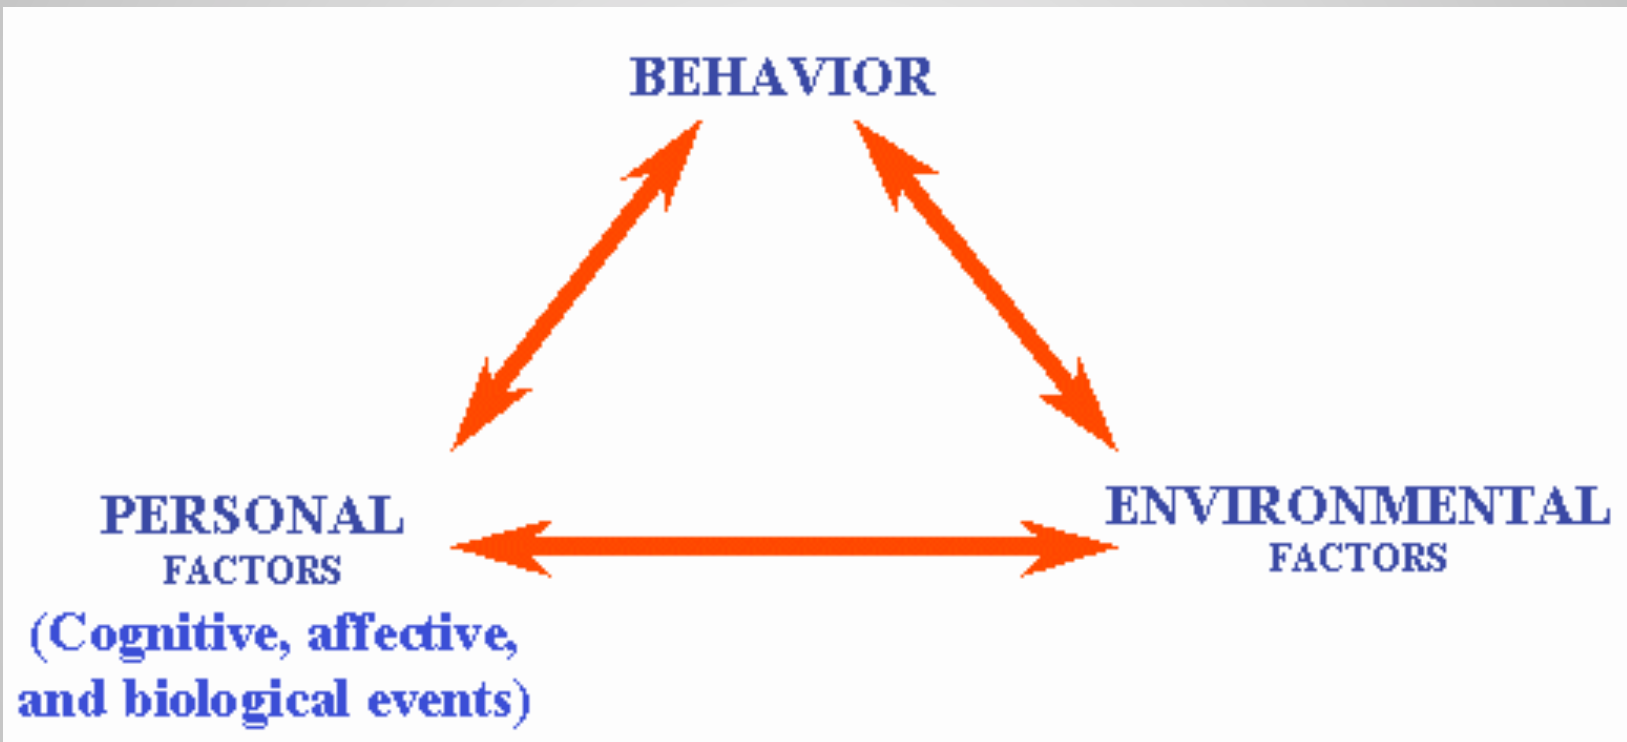 BEHAVIOR
PERSONAL
FACTORS
(Cognitive, affective,
and biological events)
ENVIRONMENTAL
FACTORS